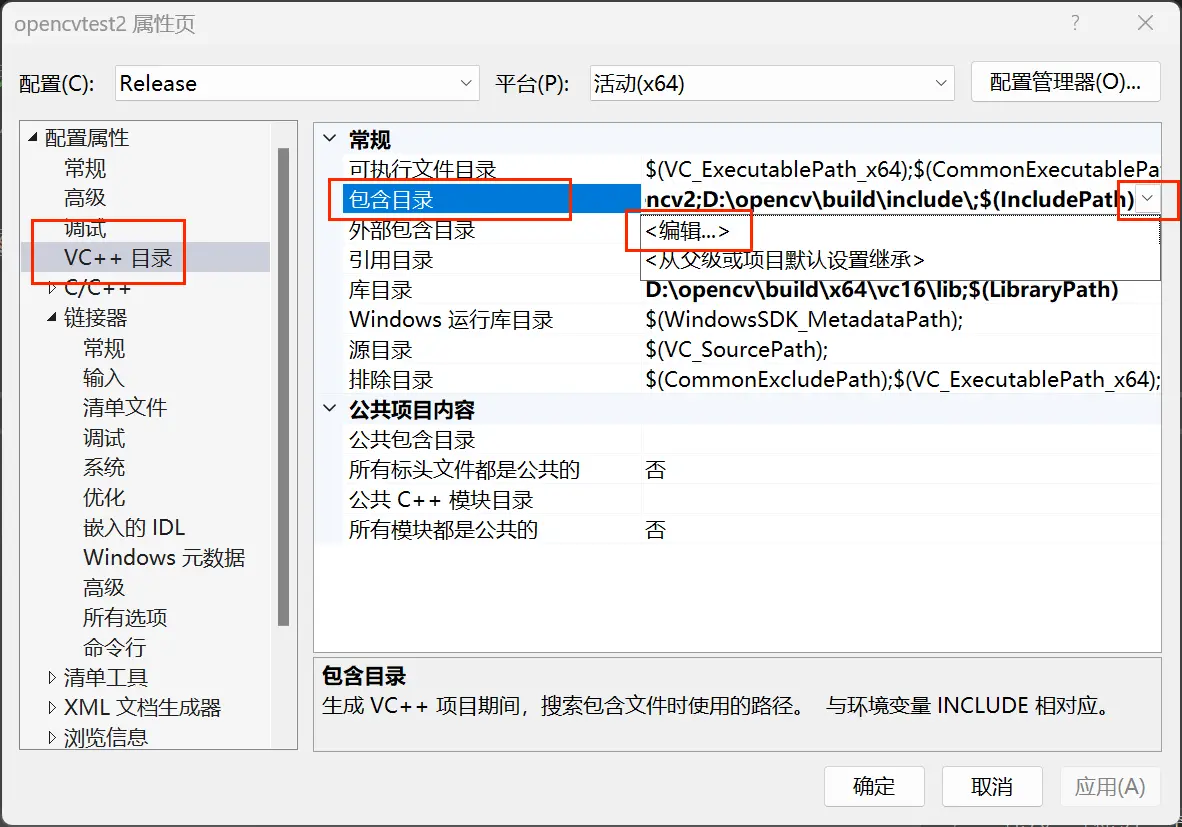 opencvtest2 属性页
配置(C): Release 平台(P): 活动(x64) 配置管理器(O)...
配置属性
常规
高级
调试
VC++ 目录
C/C++
链接器
常规
输入
清单文件
调试
系统
优化
嵌入的 IDL
Windows 元数据
高级
所有选项
命令行
清单工具
XML 文档生成器
浏览信息
常规
可执行文件目录 $(VC_ExecutablePath_x64);$(CommonExecutablePa
包含目录 ncv2;D:\opencv\build\include\;$(IncludePath)
外部包含目录 <编辑...>
引用目录 <从父级或项目默认设置继承>
库目录 D:\opencv\build\x64\vc16\lib;$(LibraryPath)
Windows 运行库目录 $(WindowsSDK_MetadataPath);
源目录 $(VC_SourcePath);
排除目录 $(CommonExcludePath);$(VC_ExecutablePath_x64);
公共项目内容
公共包含目录
所有标头文件都是公共的 否
公共 C++ 模块目录
所有模块都是公共的 否
包含目录
生成 VC++ 项目期间，搜索包含文件时使用的路径。 与环境变量 INCLUDE 相对应。
确定 取消 应用(A)